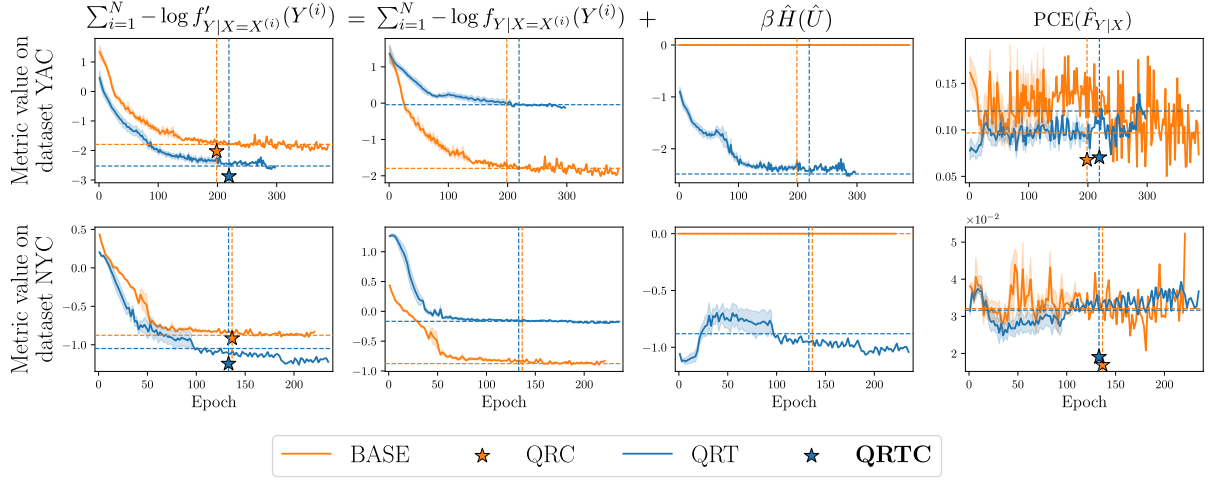 ∑_{i=1}^{N} − log f′_{Y|X=X^{(i)}}(Y^{(i)}) = ∑_{i=1}^{N} − log f_{Y|X=X^{(i)}}(Y^{(i)}) + βĤ(Û) PCE(F̂_{Y|X})
Metric value on
dataset YAC
1
0
−1
−2
−3
0 100 200 300
1
0
−1
−2
0 100 200 300
0
−1
−2
0 100 200 300
0.15
0.10
0.05
0 100 200 300
Metric value on
dataset NYC
0.5
0.0
−0.5
−1.0
0 50 100 150 200
Epoch
1.0
0.5
0.0
−0.5
−1.0
0 50 100 150 200
Epoch
0.0
−0.5
−1.0
0 50 100 150 200
Epoch
×10⁻²
5
4
3
2
0 50 100 150 200
Epoch
BASE QRC QRT QRTC